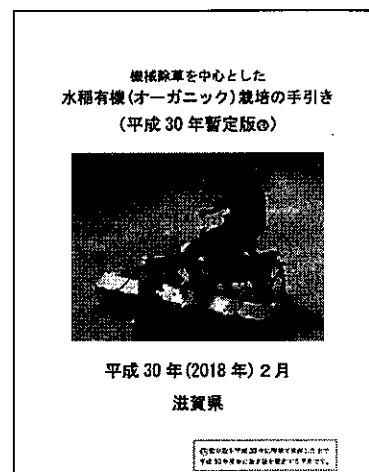 機械除草を中心とした
水稲有機(オーガニック)栽培の手引き
(平成30年暫定版㊟)
平成30年(2018年)2月
滋賀県